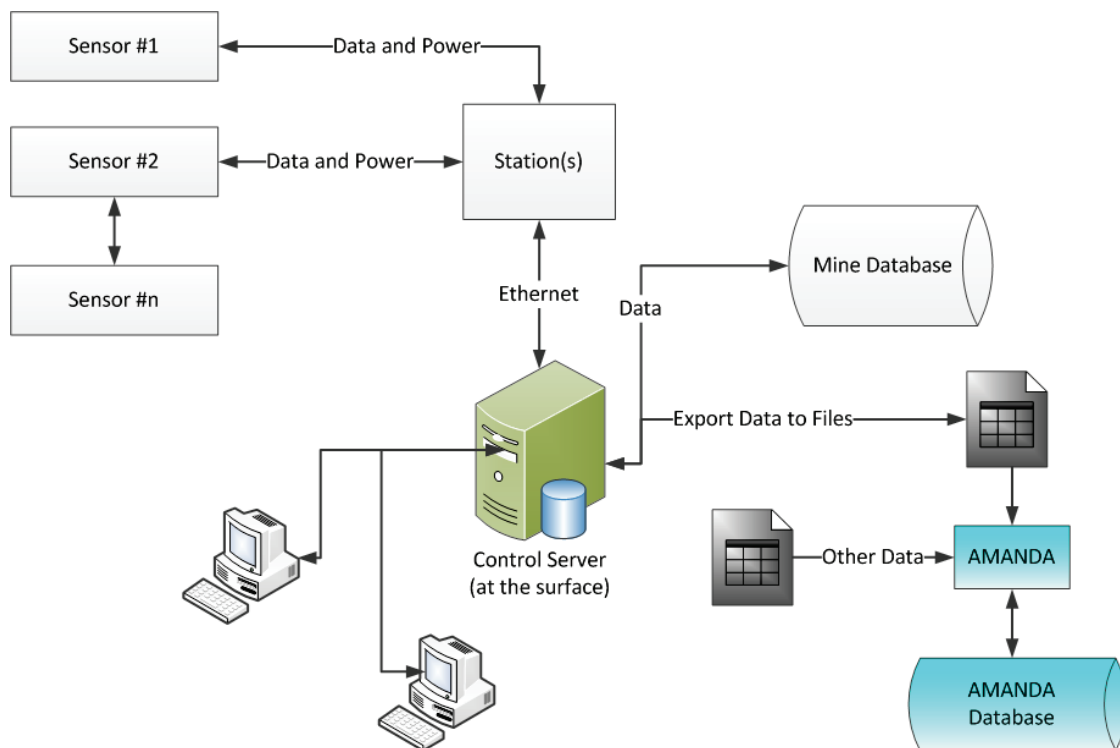 Sensor #1
Data and Power
Sensor #2
Data and Power
Station(s)
Sensor #n
Ethernet
Mine Database
Data
Export Data to Files
Control Server
(at the surface)
Other Data
AMANDA
AMANDA
Database